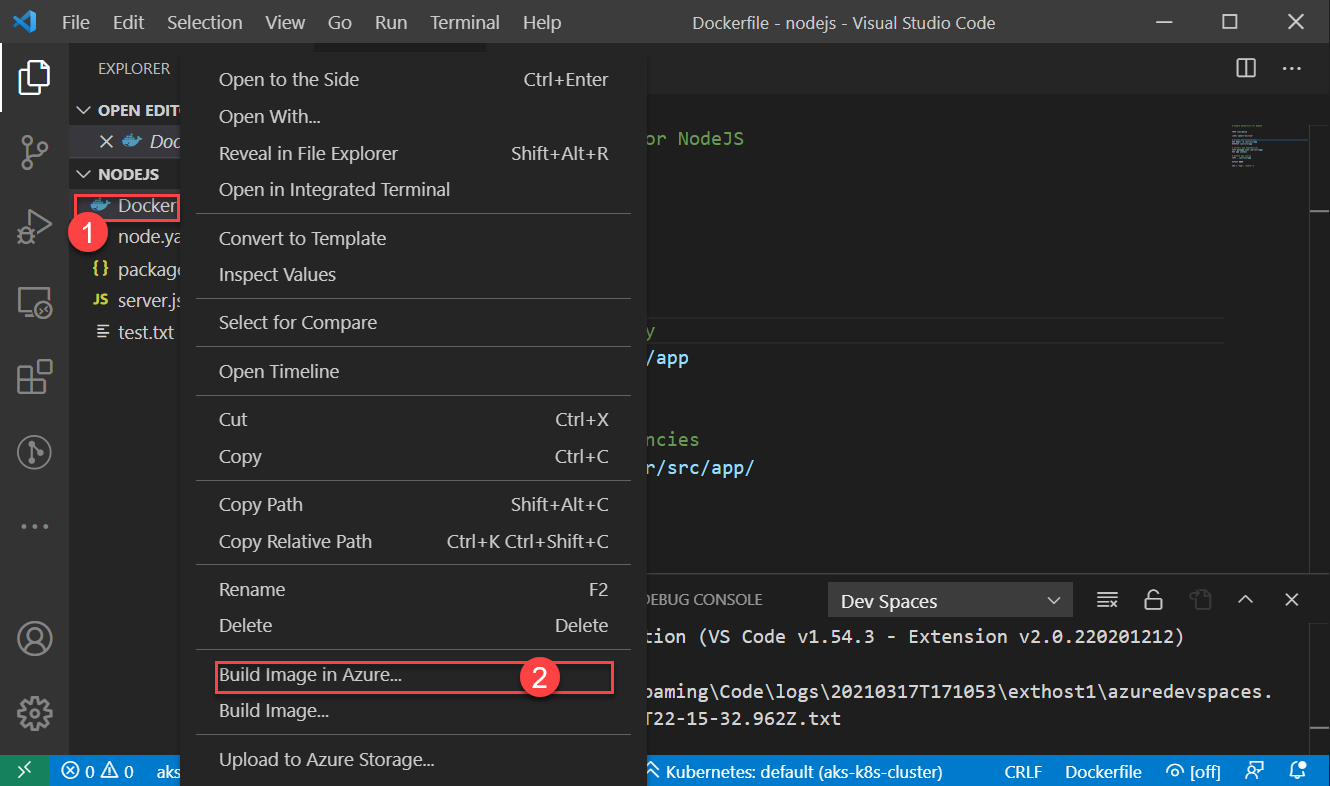 File Edit Selection View Go Run Terminal Help
Dockerfile - nodejs - Visual Studio Code
EXPLORER
OPEN EDIT
Doc
NODEJS
Docker
1
node.ya
{} package
JS server.js
test.txt
Open to the Side Ctrl+Enter
Open With...
Reveal in File Explorer Shift+Alt+R
Open in Integrated Terminal
Convert to Template
Inspect Values
Select for Compare
Open Timeline
Cut Ctrl+X
Copy Ctrl+C
Copy Path Shift+Alt+C
Copy Relative Path Ctrl+K Ctrl+Shift+C
Rename F2
Delete Delete
Build Image in Azure... 2
Build Image...
Upload to Azure Storage...
or NodeJS
y
/app
ncies
r/src/app/
DEBUG CONSOLE
Dev Spaces
tion (VS Code v1.54.3 - Extension v2.0.220201212)
oaming\Code\logs\20210317T171053\exthost1\azuredevspaces.
T22-15-32.962Z.txt
0 0 aks
Kubernetes: default (aks-k8s-cluster) CRLF Dockerfile [off]